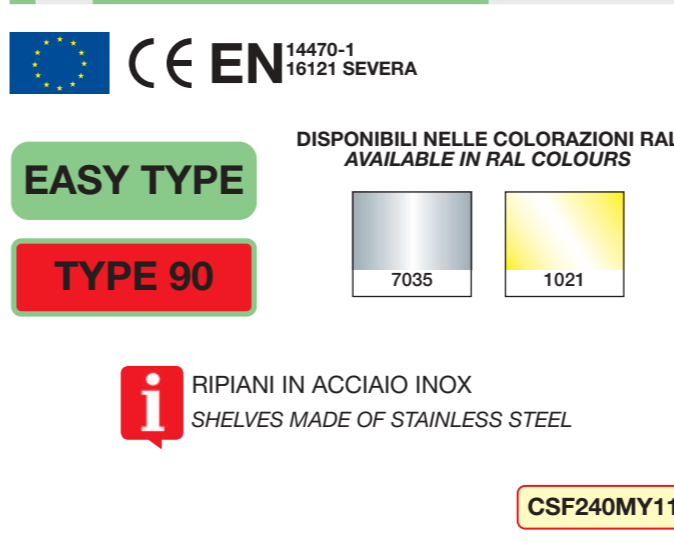 CE EN 14470-1
16121 SEVERA
DISPONIBILI NELLE COLORAZIONI RAL
AVAILABLE IN RAL COLOURS
EASY TYPE
TYPE 90
7035
1021
i
RIPIANI IN ACCIAIO INOX
SHELVES MADE OF STAINLESS STEEL
CSF240MY11